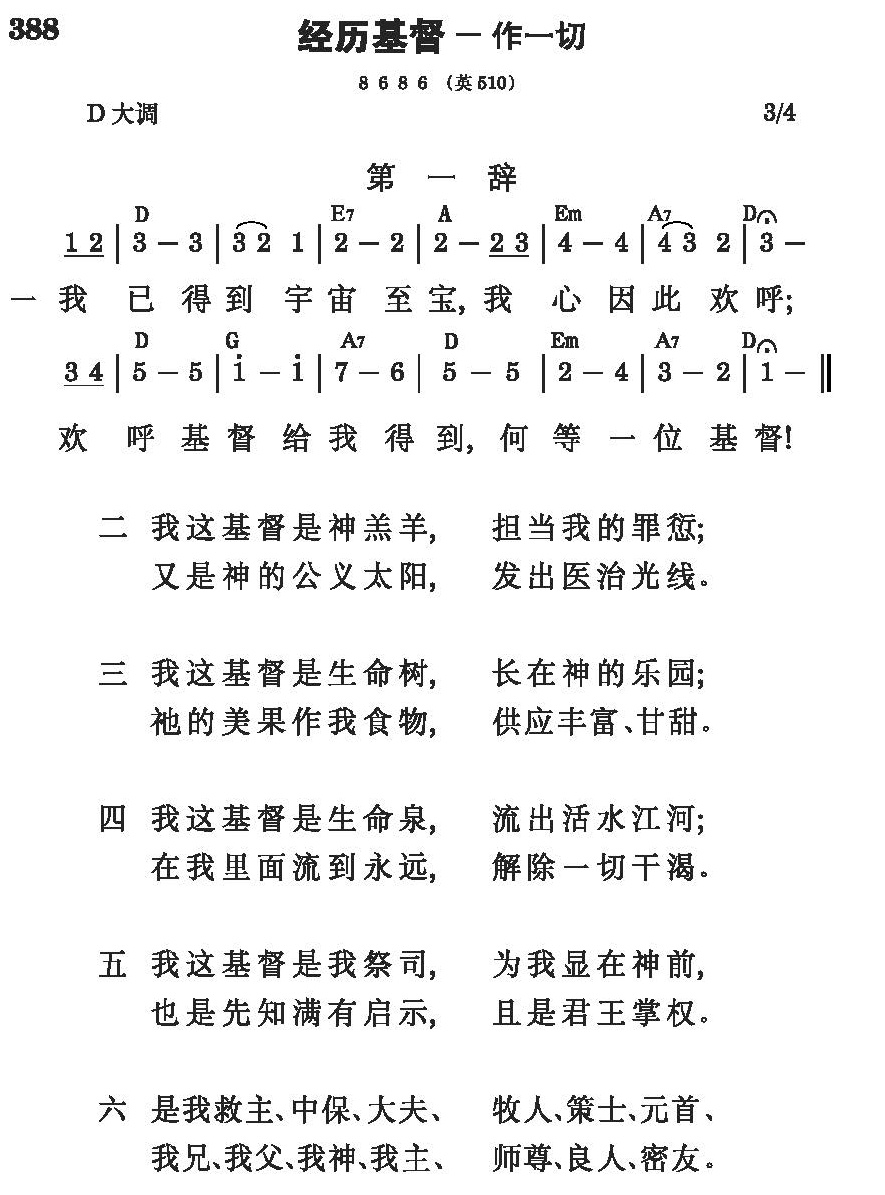 388
经历基督 — 作一切
8 6 8 6 (英510)
D 大调 3/4
第 一 辞
D E7 A Em A7 D
1 2 | 3 – 3 | 3 2 1 | 2 – 2 | 2 – 2 3 | 4 – 4 | 4 3 2 | 3 –
一 我 已 得 到 宇 宙 至 宝, 我 心 因 此 欢 呼;
D G A7 D Em A7 D
3 4 | 5 – 5 | i – i | 7 – 6 | 5 – 5 | 2 – 4 | 3 – 2 | 1 – ‖
欢 呼 基 督 给 我 得 到, 何 等 一 位 基 督!
二 我这基督是神羔羊, 担当我的罪愆;
又是神的公义太阳, 发出医治光线。
三 我这基督是生命树, 长在神的乐园;
祂的美果作我食物, 供应丰富、甘甜。
四 我这基督是生命泉, 流出活水江河;
在我里面流到永远, 解除一切干渴。
五 我这基督是我祭司, 为我显在神前,
也是先知满有启示, 且是君王掌权。
六 是我救主、中保、大夫、 牧人、策士、元首、
我兄、我父、我神、我主、 师尊、良人、密友。